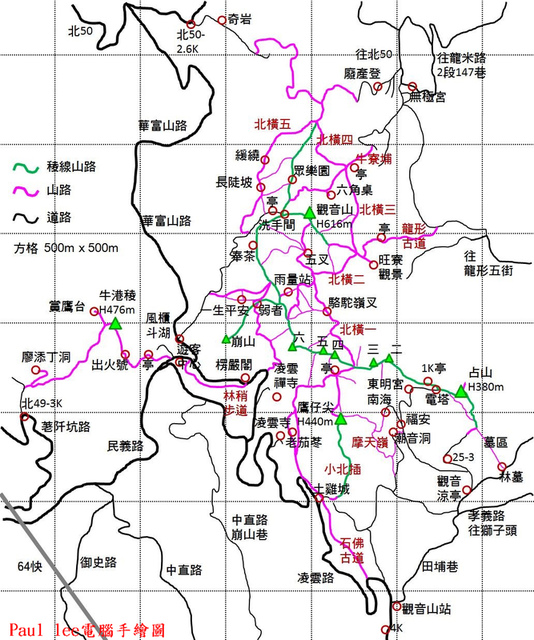 北50
北50-
2.6K
奇岩
往北50
往龍米路
2段147巷
廢產登
無極宮
華富山路
北橫五
北橫四
緩繞
眾樂園
牛寮埔
亭
長陡坡
六角桌
稜線山路
山路
道路
方格 500m x 500m
華富山路
亭
洗手間
觀音山
H616m
北橫三
亭
龍形
古道
奉茶
五叉
旺寮
觀景
往
龍形五街
雨量站
北橫二
牛港稜
H476m
賞鷹台
風櫃
斗湖
一生平安
弱者
駱駝嶺叉
北橫一
崩山
六
五
四
三
二
廖添丁洞
出火號
亭
遊客
中心
楞嚴閣
凌雲
禪寺
亭
1K亭
東明宮
電塔
占山
H380m
北49-3K
荖阡坑路
林梢
步道
鷹仔尖
H440m
南海
福安
凌雲寺
老茄苳
摩天嶺
潮音洞
墓區
民義路
小北插
25-3
林墓
觀音
涼亭
土雞城
孝義路
往獅子頭
中直路
崩山巷
石佛
古道
64快
御史路
中直路
凌雲路
田埔巷
觀音山站
4K
Paul lee電腦手繪圖